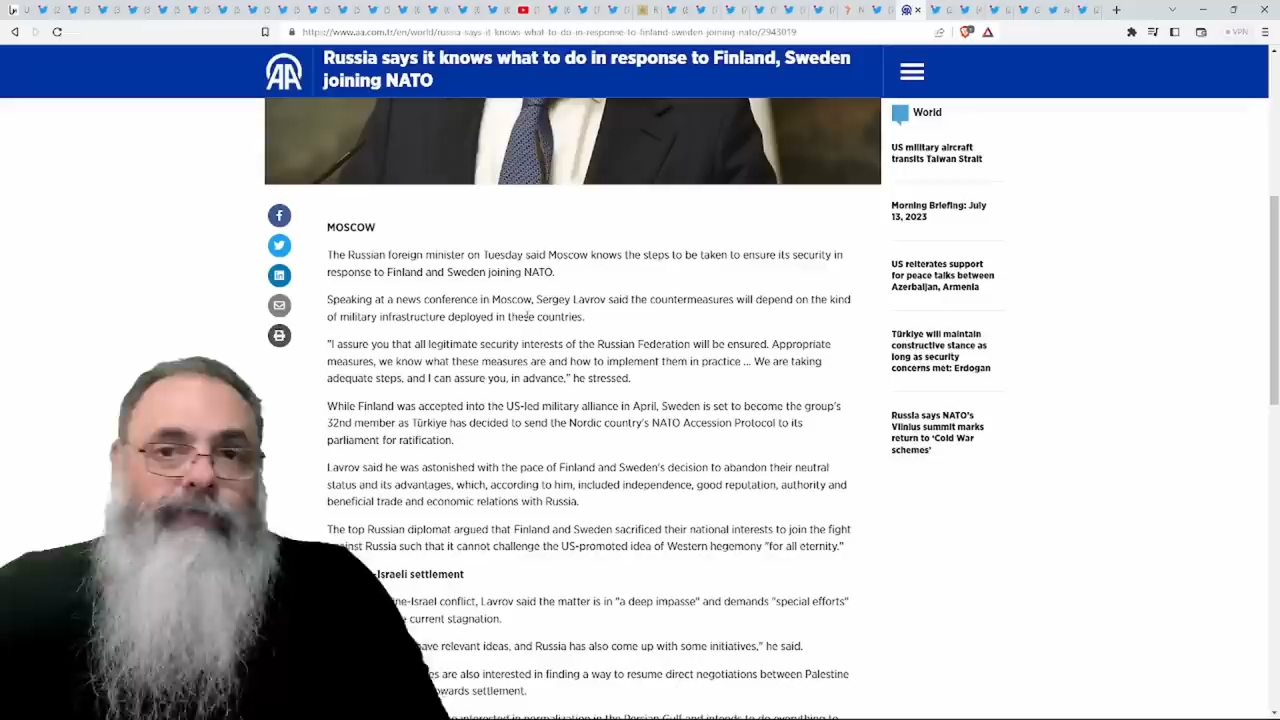 https://www.aa.com.tr/en/world/russia-says-it-knows-what-to-do-in-response-to-finland-sweden-joining-nato/2943019
VPN
AA
Russia says it knows what to do in response to Finland, Sweden
joining NATO
World
US military aircraft
transits Taiwan Strait
Morning Briefing: July
13, 2023
US reiterates support
for peace talks between
Azerbaijan, Armenia
Türkiye will maintain
constructive stance as
long as security
concerns met: Erdogan
Russia says NATO's
Vilnius summit marks
return to 'Cold War
schemes'
MOSCOW
The Russian foreign minister on Tuesday said Moscow knows the steps to be taken to ensure its security in
response to Finland and Sweden joining NATO.
Speaking at a news conference in Moscow, Sergey Lavrov said the countermeasures will depend on the kind
of military infrastructure deployed in these countries.
"I assure you that all legitimate security interests of the Russian Federation will be ensured. Appropriate
measures, we know what these measures are and how to implement them in practice ... We are taking
adequate steps, and I can assure you, in advance," he stressed.
While Finland was accepted into the US-led military alliance in April, Sweden is set to become the group's
32nd member as Türkiye has decided to send the Nordic country's NATO Accession Protocol to its
parliament for ratification.
Lavrov said he was astonished with the pace of Finland and Sweden's decision to abandon their neutral
status and its advantages, which, according to him, included independence, good reputation, authority and
beneficial trade and economic relations with Russia.
The top Russian diplomat argued that Finland and Sweden sacrificed their national interests to join the fight
Russia such that it cannot challenge the US-promoted idea of Western hegemony "for all eternity."
-Israeli settlement
-Israel conflict, Lavrov said the matter is in "a deep impasse" and demands "special efforts"
current stagnation.
have relevant ideas, and Russia has also come up with some initiatives," he said.
are also interested in finding a way to resume direct negotiations between Palestine
settlement.
interested in normalization in the Persian Gulf and intends to do everything to